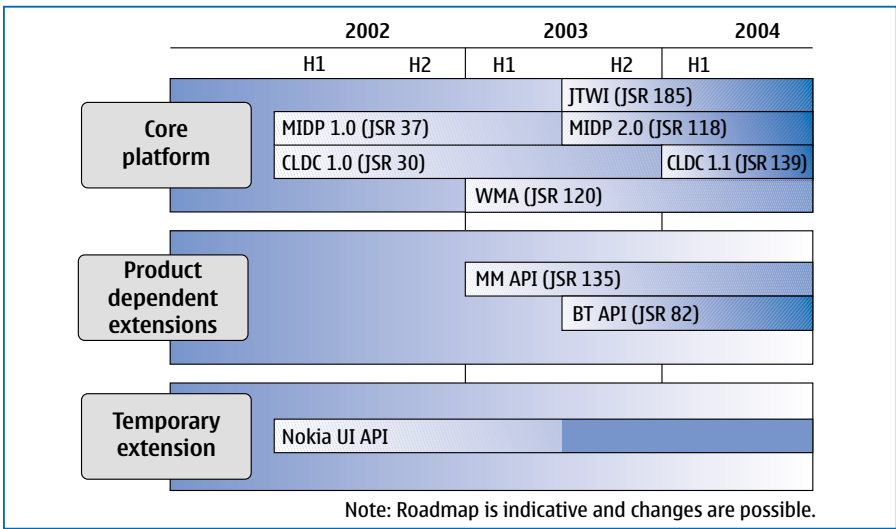 2002 2003 2004
H1 H2 H1 H2 H1
Core
platform
JTWI (JSR 185)
MIDP 1.0 (JSR 37) MIDP 2.0 (JSR 118)
CLDC 1.0 (JSR 30) CLDC 1.1 (JSR 139)
WMA (JSR 120)
Product
dependent
extensions
MM API (JSR 135)
BT API (JSR 82)
Temporary
extension
Nokia UI API
Note: Roadmap is indicative and changes are possible.